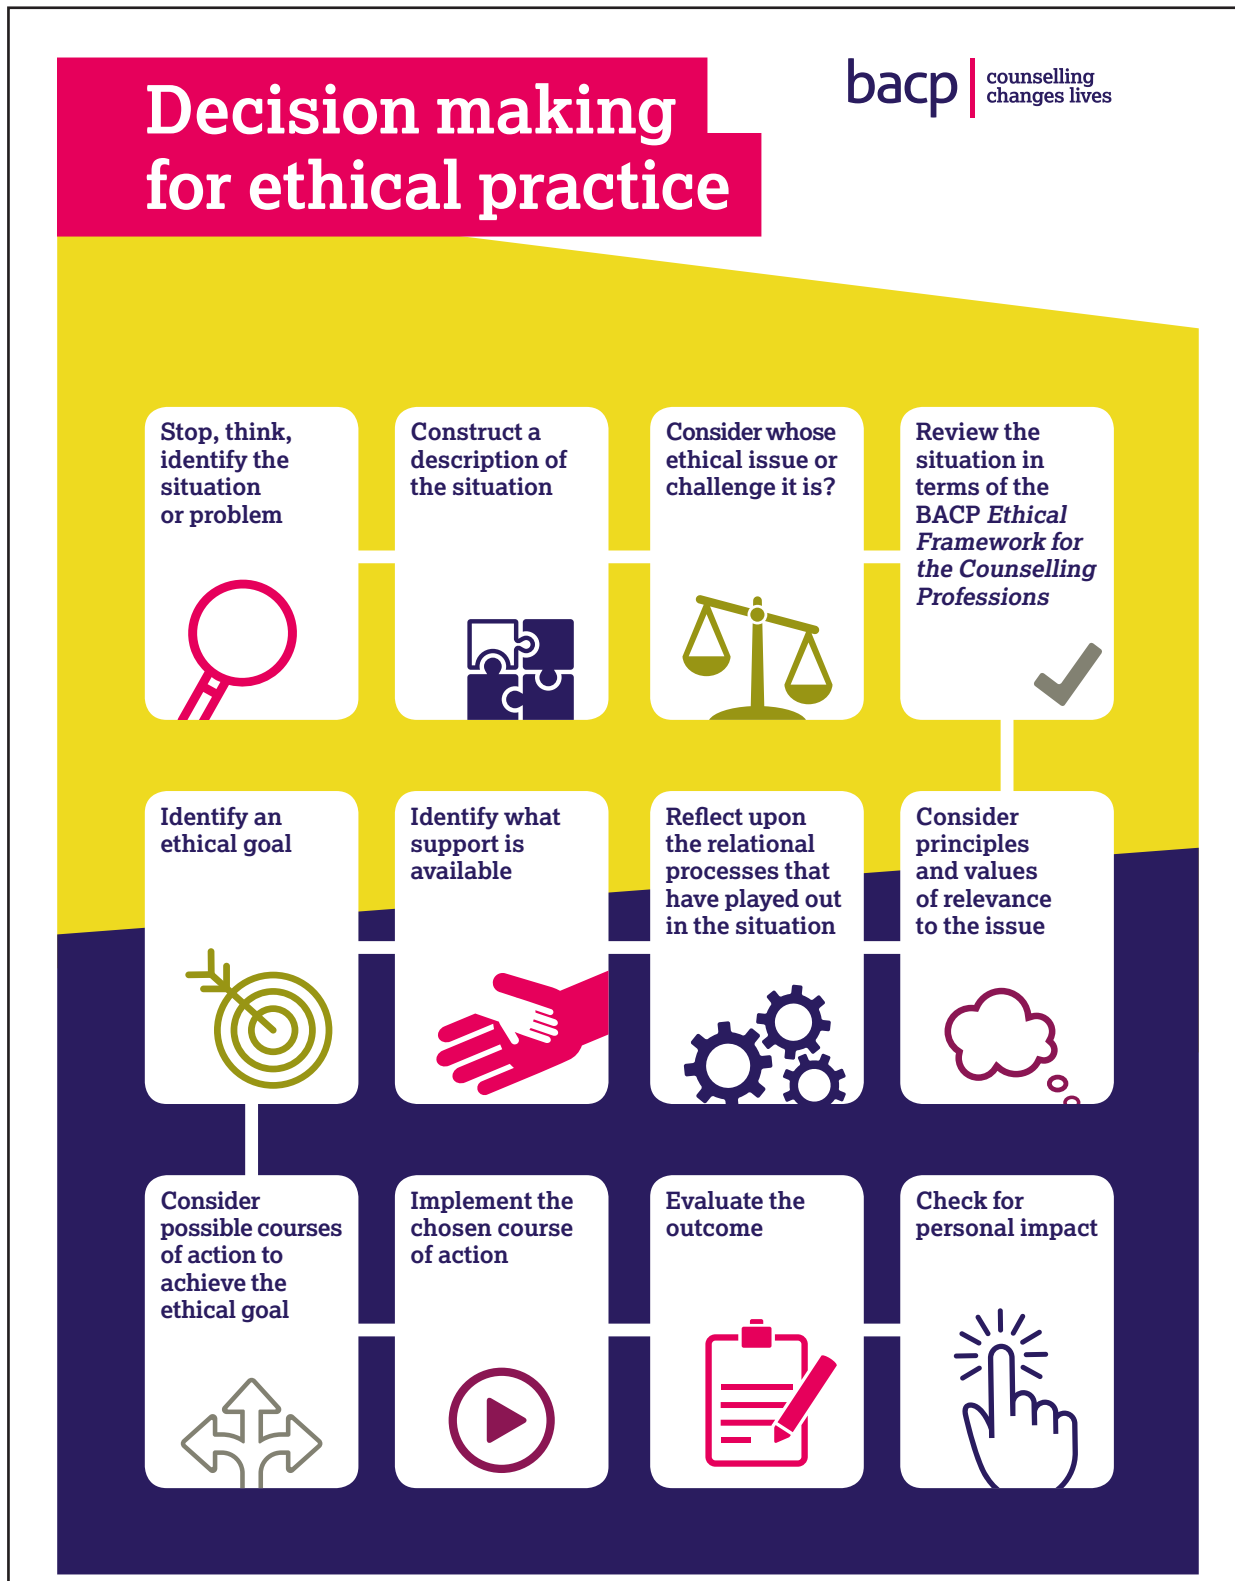 Decision making
for ethical practice
bacp
counselling
changes lives
Stop, think,
identify the
situation
or problem
Construct a
description of
the situation
Consider whose
ethical issue or
challenge it is?
Review the
situation in
terms of the
BACP Ethical
Framework for
the Counselling
Professions
Consider
principles
and values
of relevance
to the issue
Reflect upon
the relational
processes that
have played out
in the situation
Identify what
support is
available
Identify an
ethical goal
Consider
possible courses
of action to
achieve the
ethical goal
Implement the
chosen course
of action
Evaluate the
outcome
Check for
personal impact